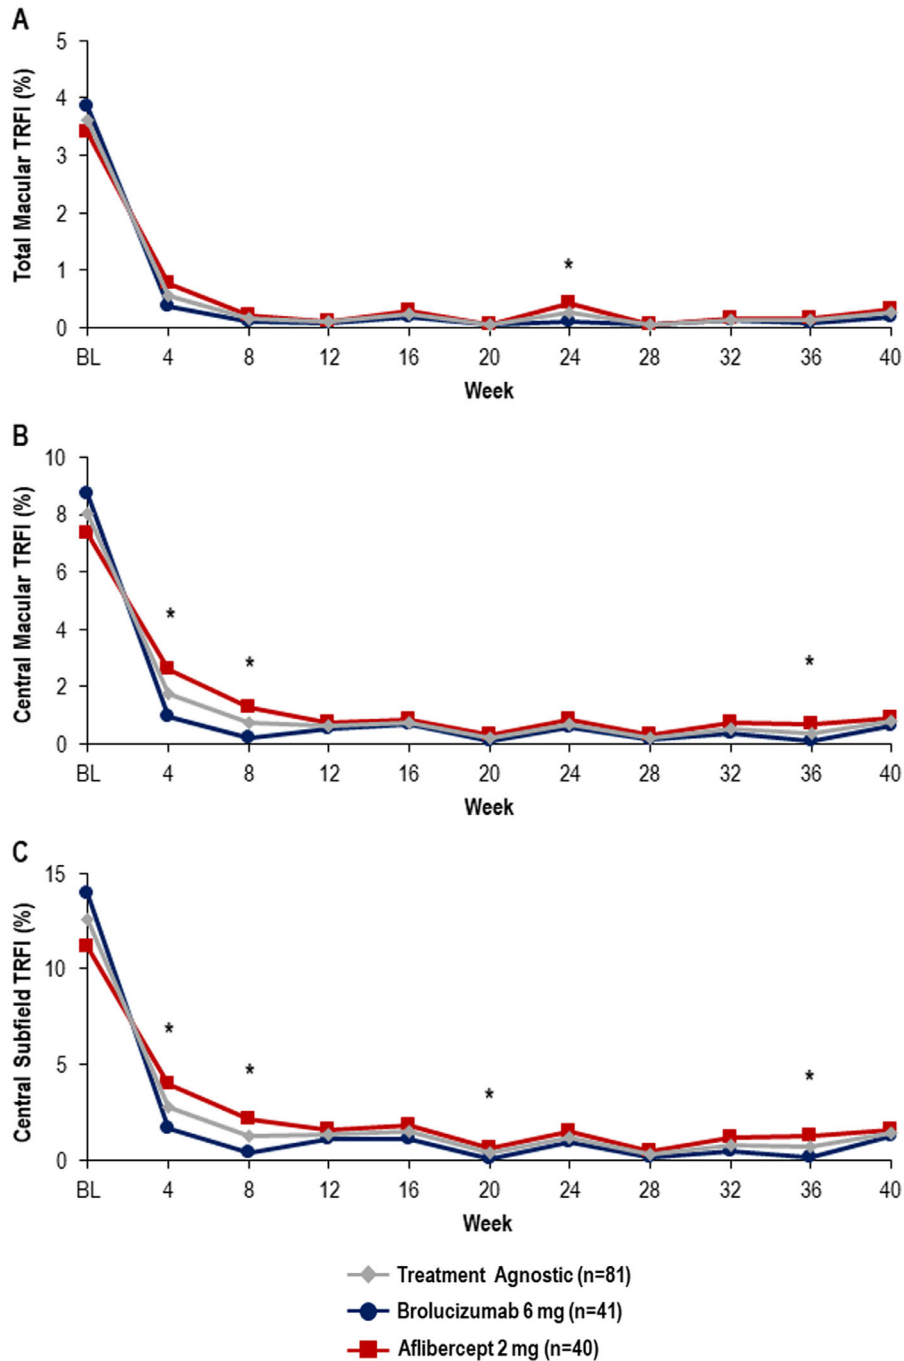 A
Total Macular TRFI (%)
5
4
3
2
1
0
*
BL 4 8 12 16 20 24 28 32 36 40
Week
B
Central Macular TRFI (%)
10
8
6
4
2
0
* * *
BL 4 8 12 16 20 24 28 32 36 40
Week
C
Central Subfield TRFI (%)
15
10
5
0
* * * *
BL 4 8 12 16 20 24 28 32 36 40
Week
Treatment Agnostic (n=81)
Brolucizumab 6 mg (n=41)
Aflibercept 2 mg (n=40)